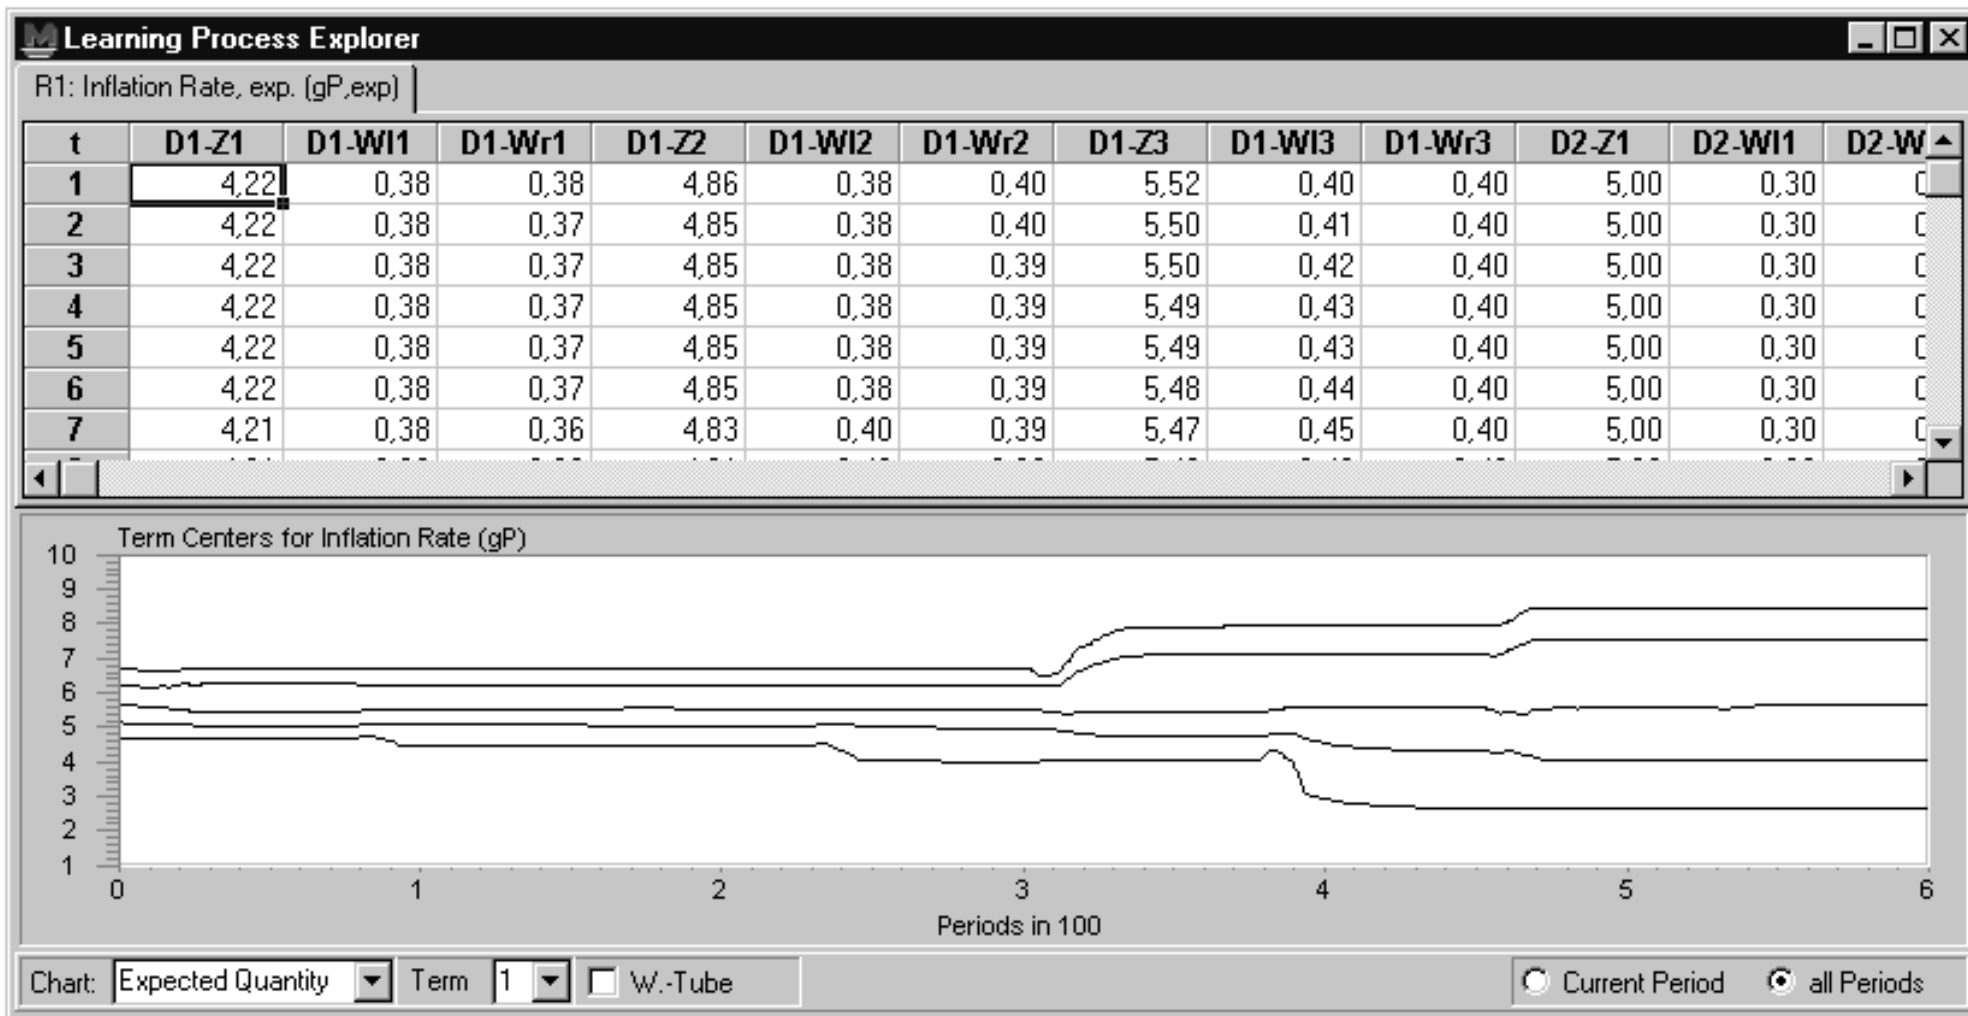 Learning Process Explorer
R1: Inflation Rate, exp. (gP,exp)
t D1-Z1 D1-Wl1 D1-Wr1 D1-Z2 D1-Wl2 D1-Wr2 D1-Z3 D1-Wl3 D1-Wr3 D2-Z1 D2-Wl1 D2-W
1 4,22 0,38 0,38 4,86 0,38 0,40 5,52 0,40 0,40 5,00 0,30
2 4,22 0,38 0,37 4,85 0,38 0,40 5,50 0,41 0,40 5,00 0,30
3 4,22 0,38 0,37 4,85 0,38 0,39 5,50 0,42 0,40 5,00 0,30
4 4,22 0,38 0,37 4,85 0,38 0,39 5,49 0,43 0,40 5,00 0,30
5 4,22 0,38 0,37 4,85 0,38 0,39 5,49 0,43 0,40 5,00 0,30
6 4,22 0,38 0,37 4,85 0,38 0,39 5,48 0,44 0,40 5,00 0,30
7 4,21 0,38 0,36 4,83 0,40 0,39 5,47 0,45 0,40 5,00 0,30
Term Centers for Inflation Rate (gP)
10
9
8
7
6
5
4
3
2
1
0 1 2 3 4 5 6
Periods in 100
Chart: Expected Quantity Term 1 W.-Tube Current Period all Periods